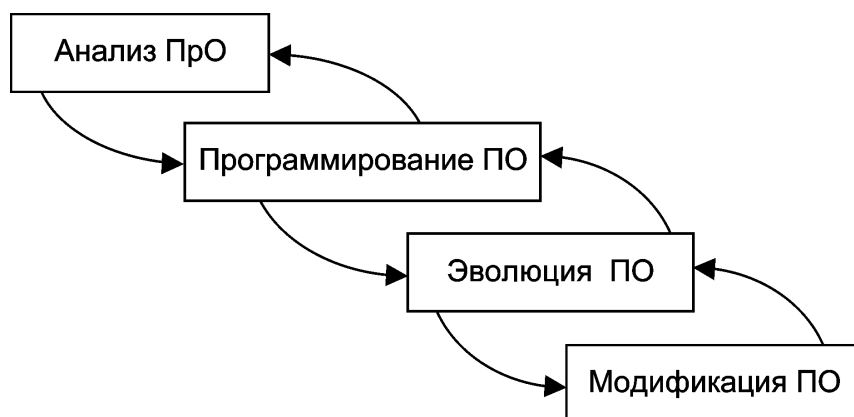 Анализ ПрО
Программирование ПО
Эволюция ПО
Модификация ПО